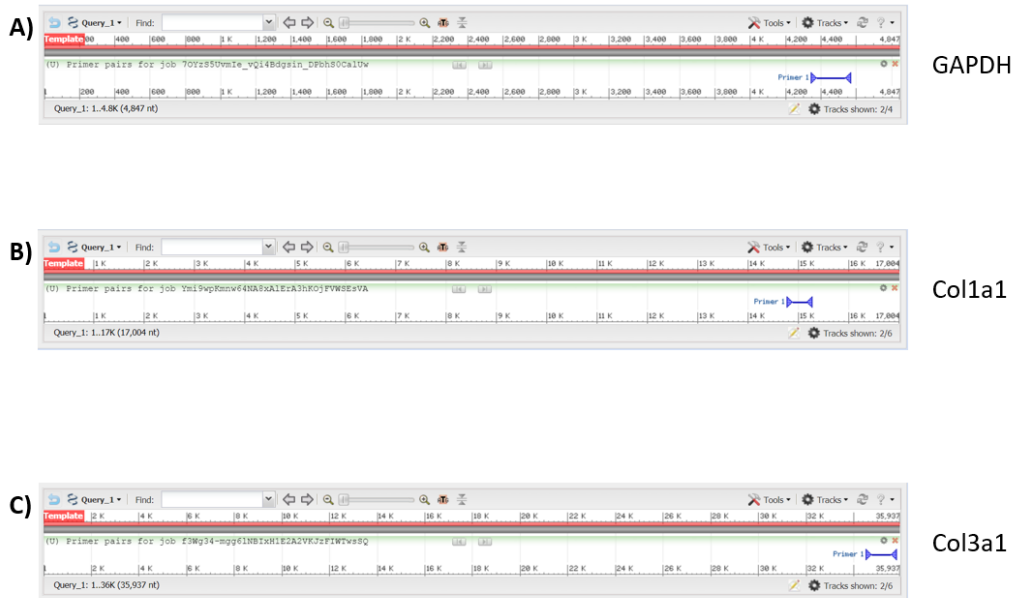 A)
Query_1 Find: Tools Tracks ?
Template 00 400 600 800 1 K 1,200 1,400 1,600 1,800 2 K 2,200 2,400 2,600 2,800 3 K 3,200 3,400 3,600 3,800 4 K 4,200 4,400 4,847
(U) Primer pairs for job
Primer 1
200 400 600 800 1 K 1,200 1,400 1,600 1,800 2 K 2,200 2,400 2,600 2,800 3 K 3,200 3,400 3,600 3,800 4 K 4,200 4,400 4,847
Query_1: 1..4.8K (4,847 nt) Tracks shown: 2/4
GAPDH
B)
Query_1 Find: Tools Tracks ?
Template 1 K 2 K 3 K 4 K 5 K 6 K 7 K 8 K 9 K 10 K 11 K 12 K 13 K 14 K 15 K 16 K 17,004
(U) Primer pairs for job
Primer 1
1 K 2 K 3 K 4 K 5 K 6 K 7 K 8 K 9 K 10 K 11 K 12 K 13 K 14 K 15 K 16 K 17,004
Query_1: 1..17K (17,004 nt) Tracks shown: 2/6
Col1a1
C)
Query_1 Find: Tools Tracks ?
Template 2 K 4 K 6 K 8 K 10 K 12 K 14 K 16 K 18 K 20 K 22 K 24 K 26 K 28 K 30 K 32 K 35,937
(U) Primer pairs for job
Primer 1
2 K 4 K 6 K 8 K 10 K 12 K 14 K 16 K 18 K 20 K 22 K 24 K 26 K 28 K 30 K 32 K 35,937
Query_1: 1..36K (35,937 nt) Tracks shown: 2/6
Col3a1